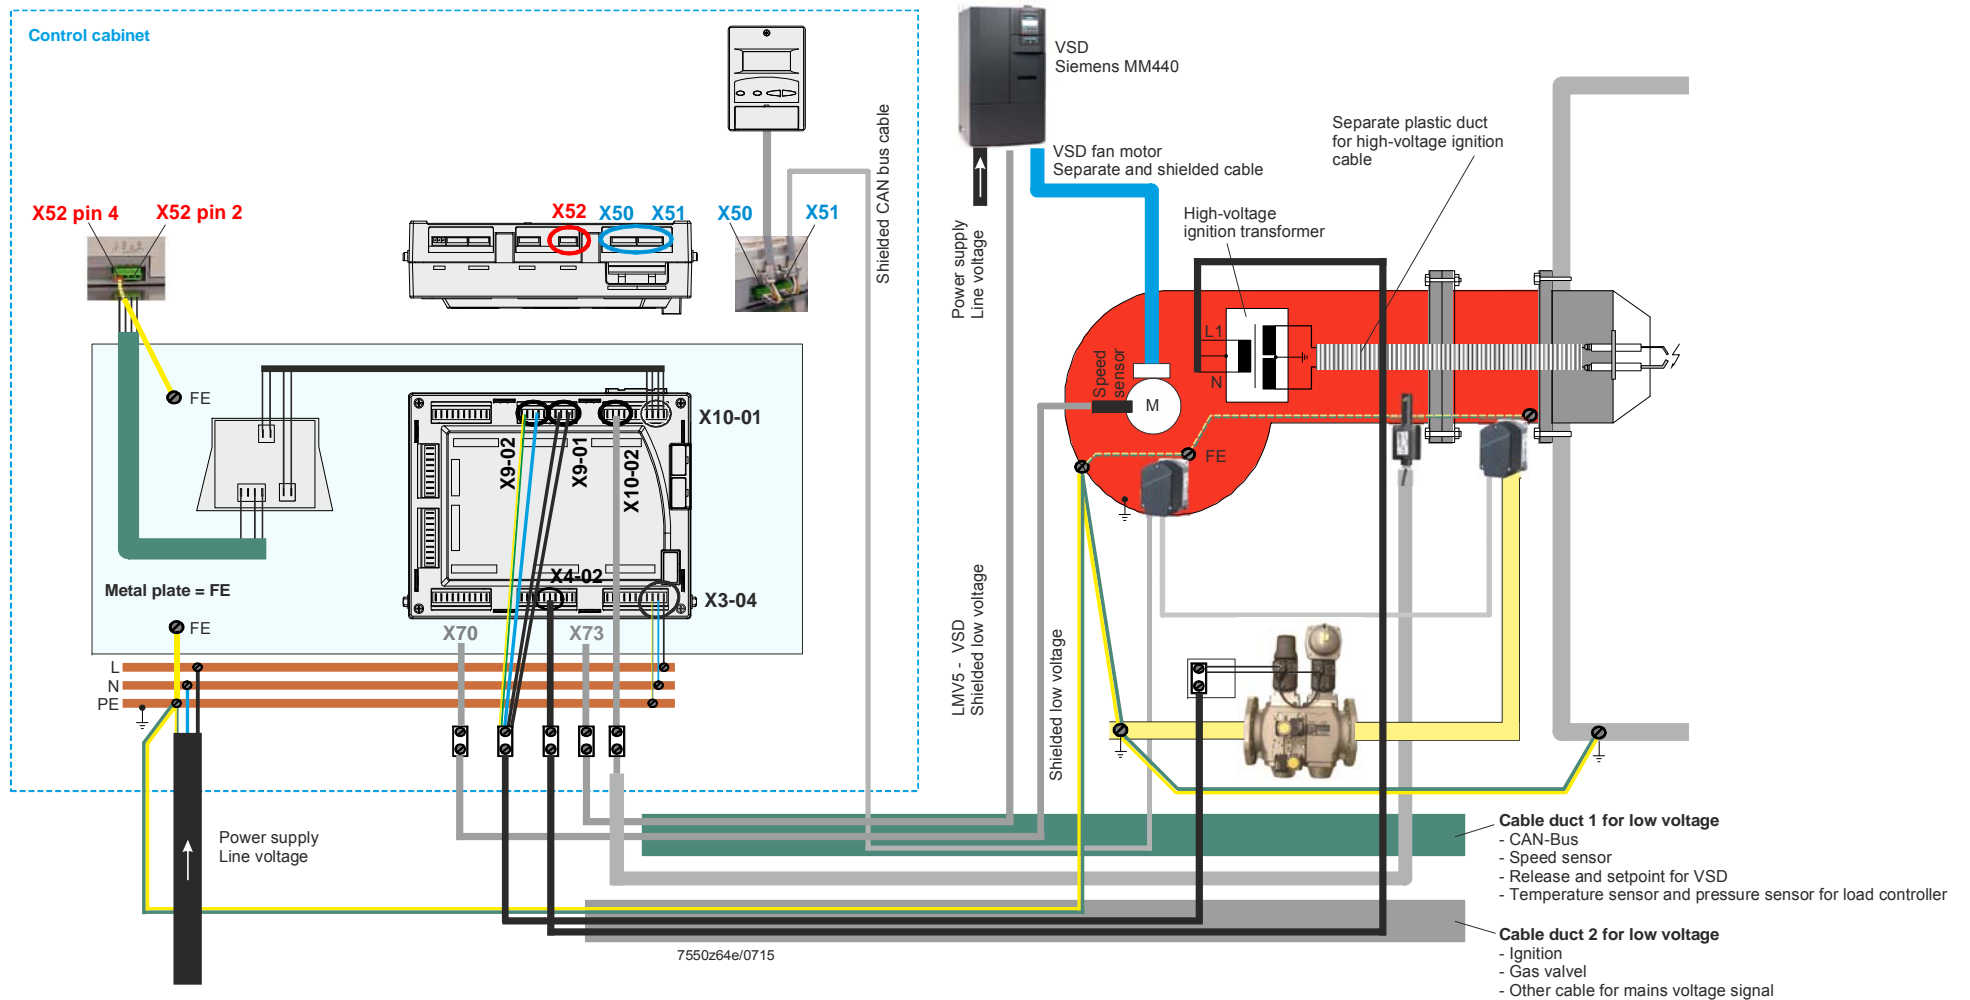 Control cabinet
X52 pin 4
X52 pin 2
X52
X50
X51
X50
X51
Shielded CAN bus cable
FE
X10-01
X9-02
X9-01
X10-02
X4-02
X3-04
Metal plate = FE
FE
X70
X73
L
N
PE
Power supply
Line voltage
VSD
Siemens MM440
VSD fan motor
Separate and shielded cable
Power supply
Line voltage
High-voltage
ignition transformer
Separate plastic duct
for high-voltage ignition
cable
L1
N
Speed
sensor
M
FE
LMV5 - VSD
Shielded low voltage
Shielded low voltage
Cable duct 1 for low voltage
- CAN-Bus
- Speed sensor
- Release and setpoint for VSD
- Temperature sensor and pressure sensor for load controller
Cable duct 2 for low voltage
- Ignition
- Gas valvel
- Other cable for mains voltage signal
7550z64e/0715